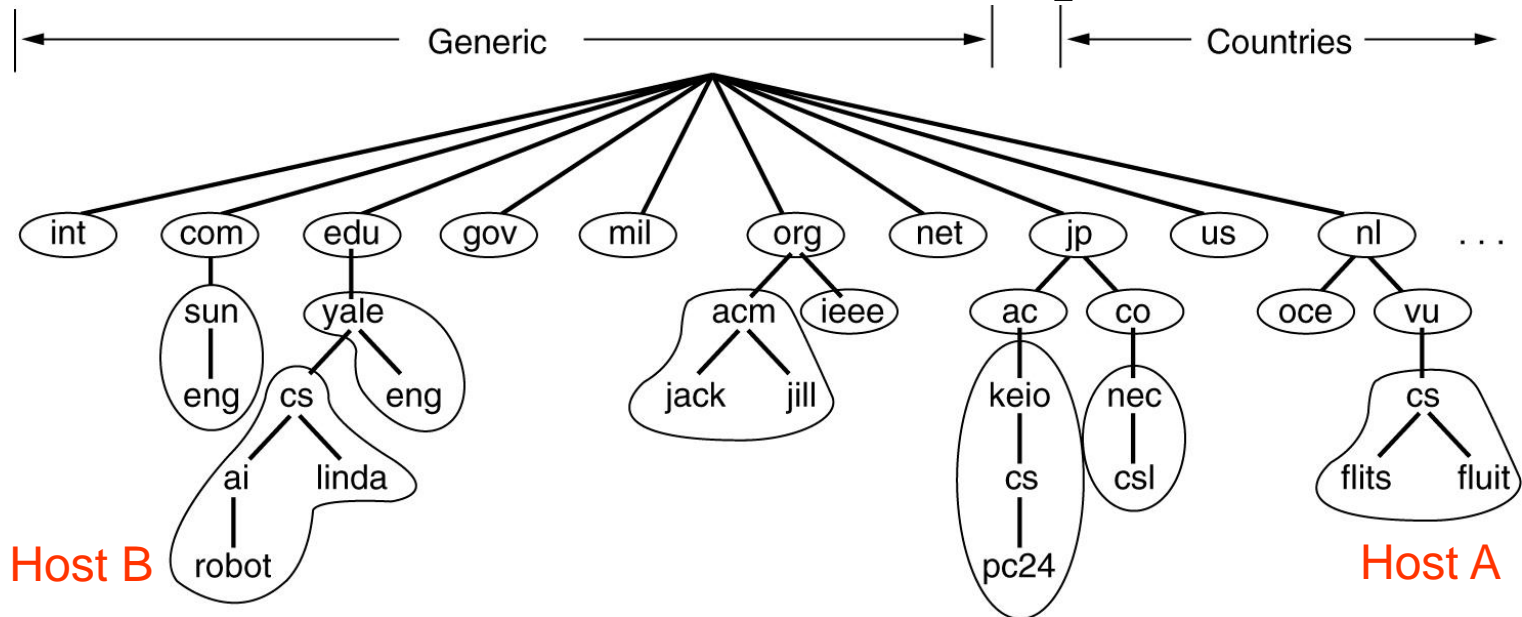 Generic Countries
int com edu gov mil org net jp us nl . . .
sun yale acm ieee ac co oce vu
eng cs eng jack jill keio nec cs
ai linda cs csl flits fluit
Host B robot pc24 Host A